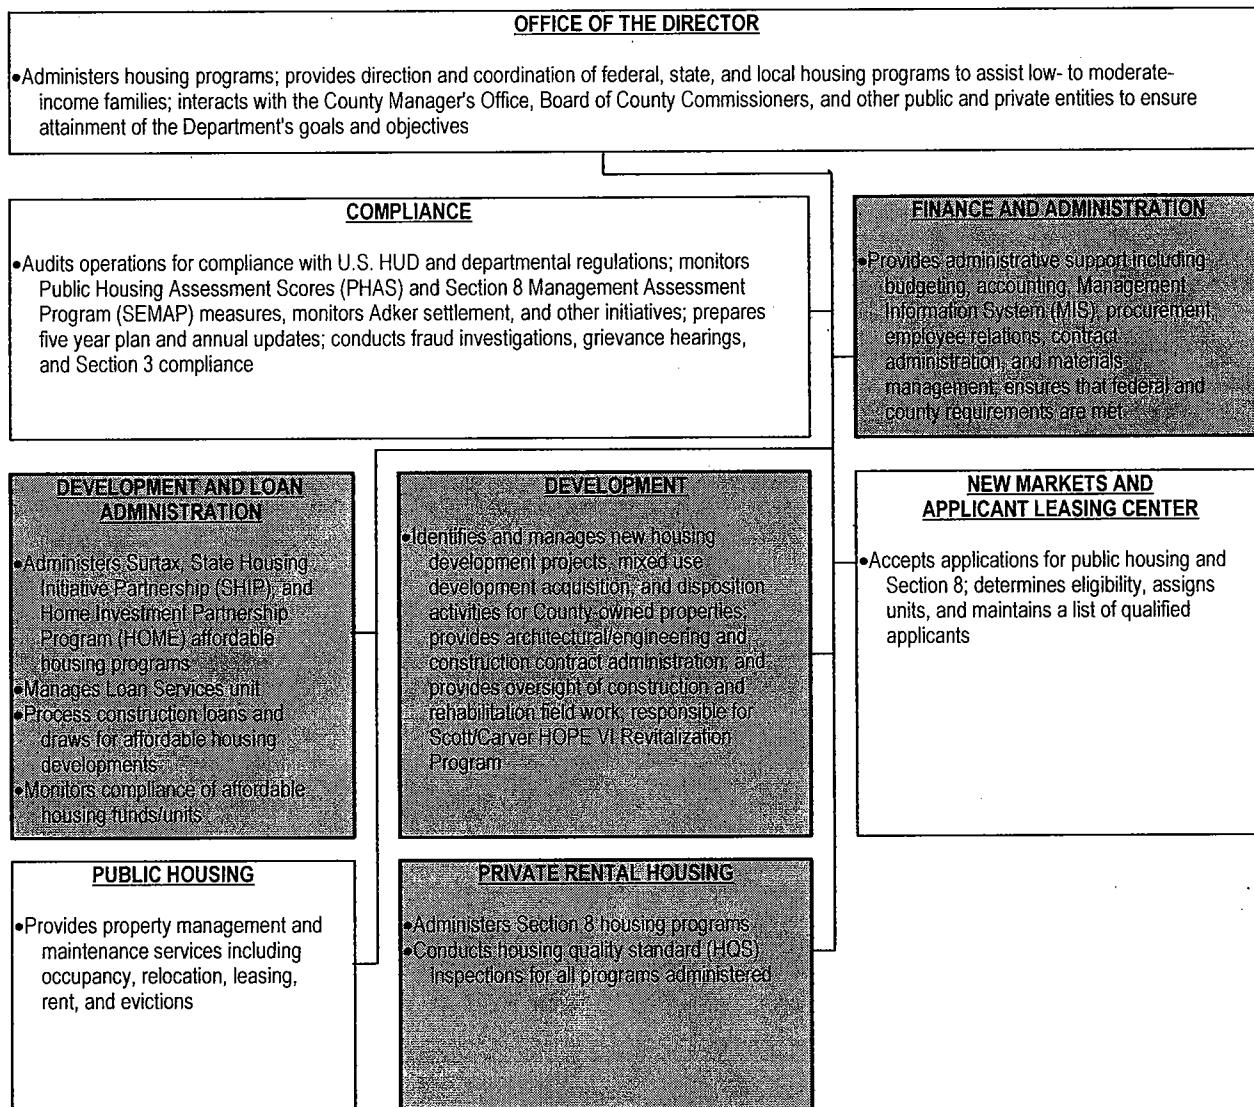 OFFICE OF THE DIRECTOR
•Administers housing programs; provides direction and coordination of federal, state, and local housing programs to assist low- to moderate-
income families; interacts with the County Manager's Office, Board of County Commissioners, and other public and private entities to ensure
attainment of the Department's goals and objectives
COMPLIANCE
•Audits operations for compliance with U.S. HUD and departmental regulations; monitors
Public Housing Assessment Scores (PHAS) and Section 8 Management Assessment
Program (SEMAP) measures, monitors Adker settlement, and other initiatives; prepares
five year plan and annual updates; conducts fraud investigations, grievance hearings,
and Section 3 compliance
FINANCE AND ADMINISTRATION
•Provides administrative support including
budgeting, accounting, Management
Information System (MIS), procurement,
employee relations, contract
administration, and materials
management; ensures that federal and
county requirements are met
DEVELOPMENT AND LOAN
ADMINISTRATION
•Administers Surtax, State Housing
Initiative Partnership (SHIP), and
Home Investment Partnership
Program (HOME) affordable
housing programs
•Manages Loan Services unit
•Process construction loans and
draws for affordable housing
developments
•Monitors compliance of affordable
housing funds/units
DEVELOPMENT
•Identifies and manages new housing
development projects, mixed use
development acquisition, and disposition
activities for County-owned properties;
provides architectural/engineering and
construction contract administration; and
provides oversight of construction and
rehabilitation field work; responsible for
Scott/Carver HOPE VI Revitalization
Program
NEW MARKETS AND
APPLICANT LEASING CENTER
•Accepts applications for public housing and
Section 8; determines eligibility, assigns
units, and maintains a list of qualified
applicants
PUBLIC HOUSING
•Provides property management and
maintenance services including
occupancy, relocation, leasing,
rent, and evictions
PRIVATE RENTAL HOUSING
•Administers Section 8 housing programs
•Conducts housing quality standard (HQS)
Inspections for all programs administered